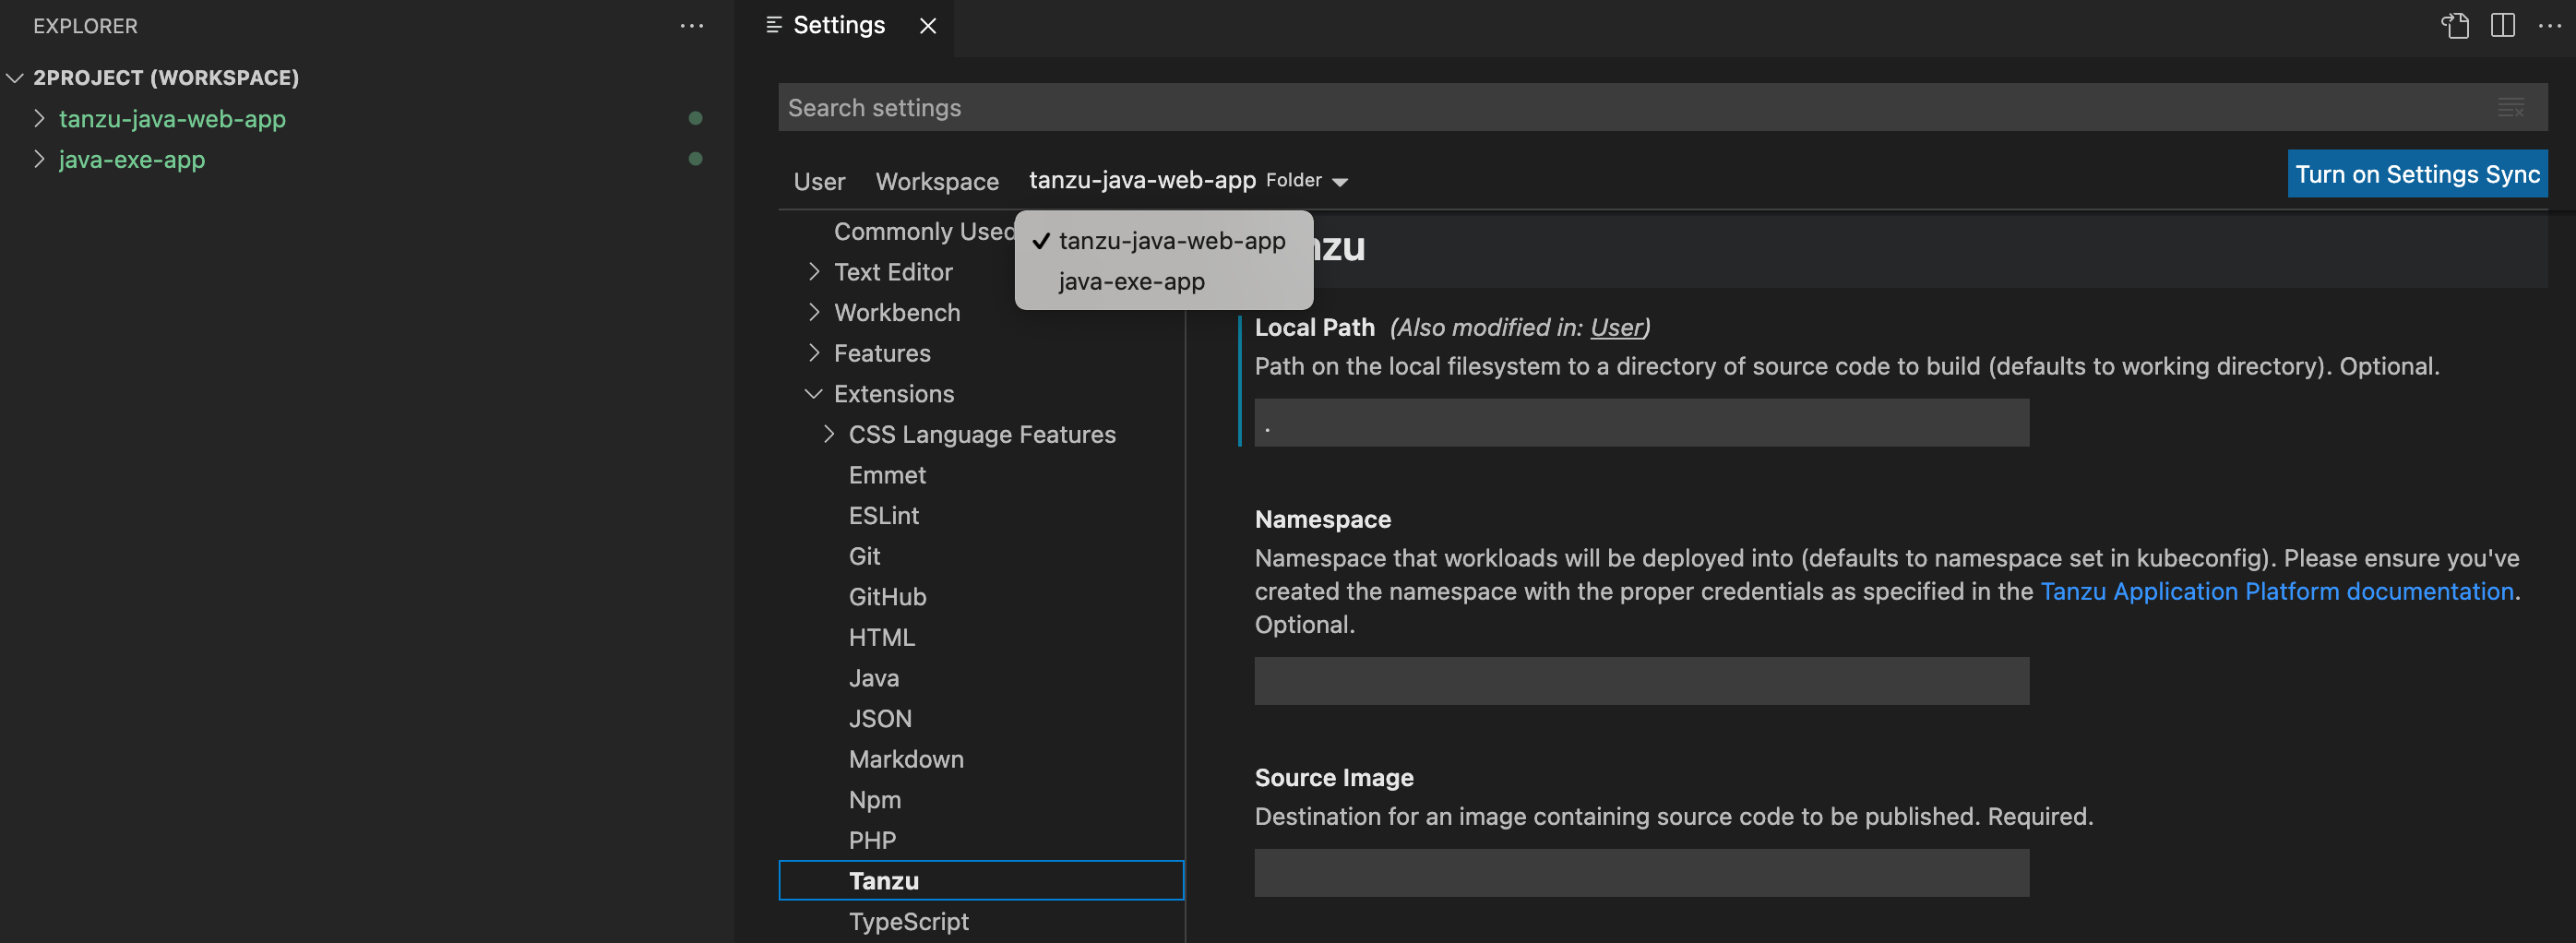 EXPLORER
2PROJECT (WORKSPACE)
tanzu-java-web-app
java-exe-app
Settings
Search settings
User Workspace tanzu-java-web-app Folder
Turn on Settings Sync
tanzu-java-web-app
java-exe-app
Commonly Used
Text Editor
Workbench
Features
Extensions
CSS Language Features
Emmet
ESLint
Git
GitHub
HTML
Java
JSON
Markdown
Npm
PHP
Tanzu
TypeScript
nzu
Local Path (Also modified in: User)
Path on the local filesystem to a directory of source code to build (defaults to working directory). Optional.
.
Namespace
Namespace that workloads will be deployed into (defaults to namespace set in kubeconfig). Please ensure you've
created the namespace with the proper credentials as specified in the Tanzu Application Platform documentation.
Optional.
Source Image
Destination for an image containing source code to be published. Required.